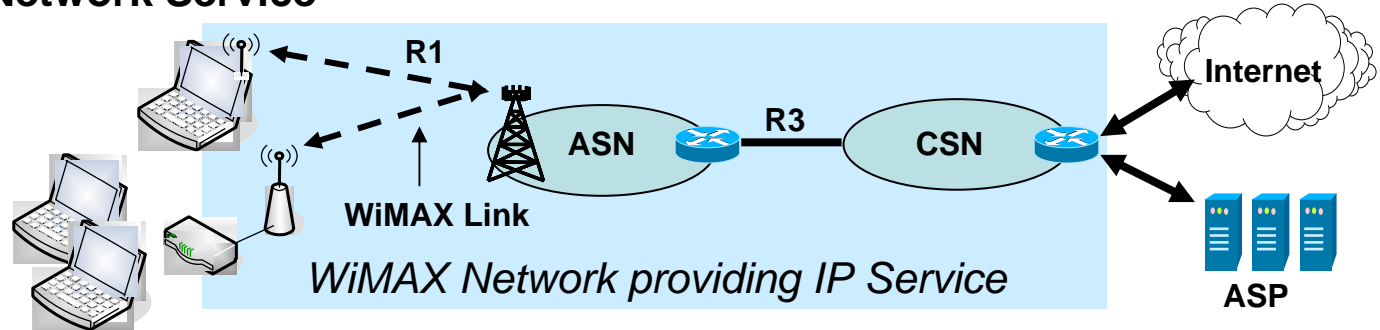 Network Service
R1
Internet
ASN
R3
CSN
WiMAX Link
WiMAX Network providing IP Service
ASP